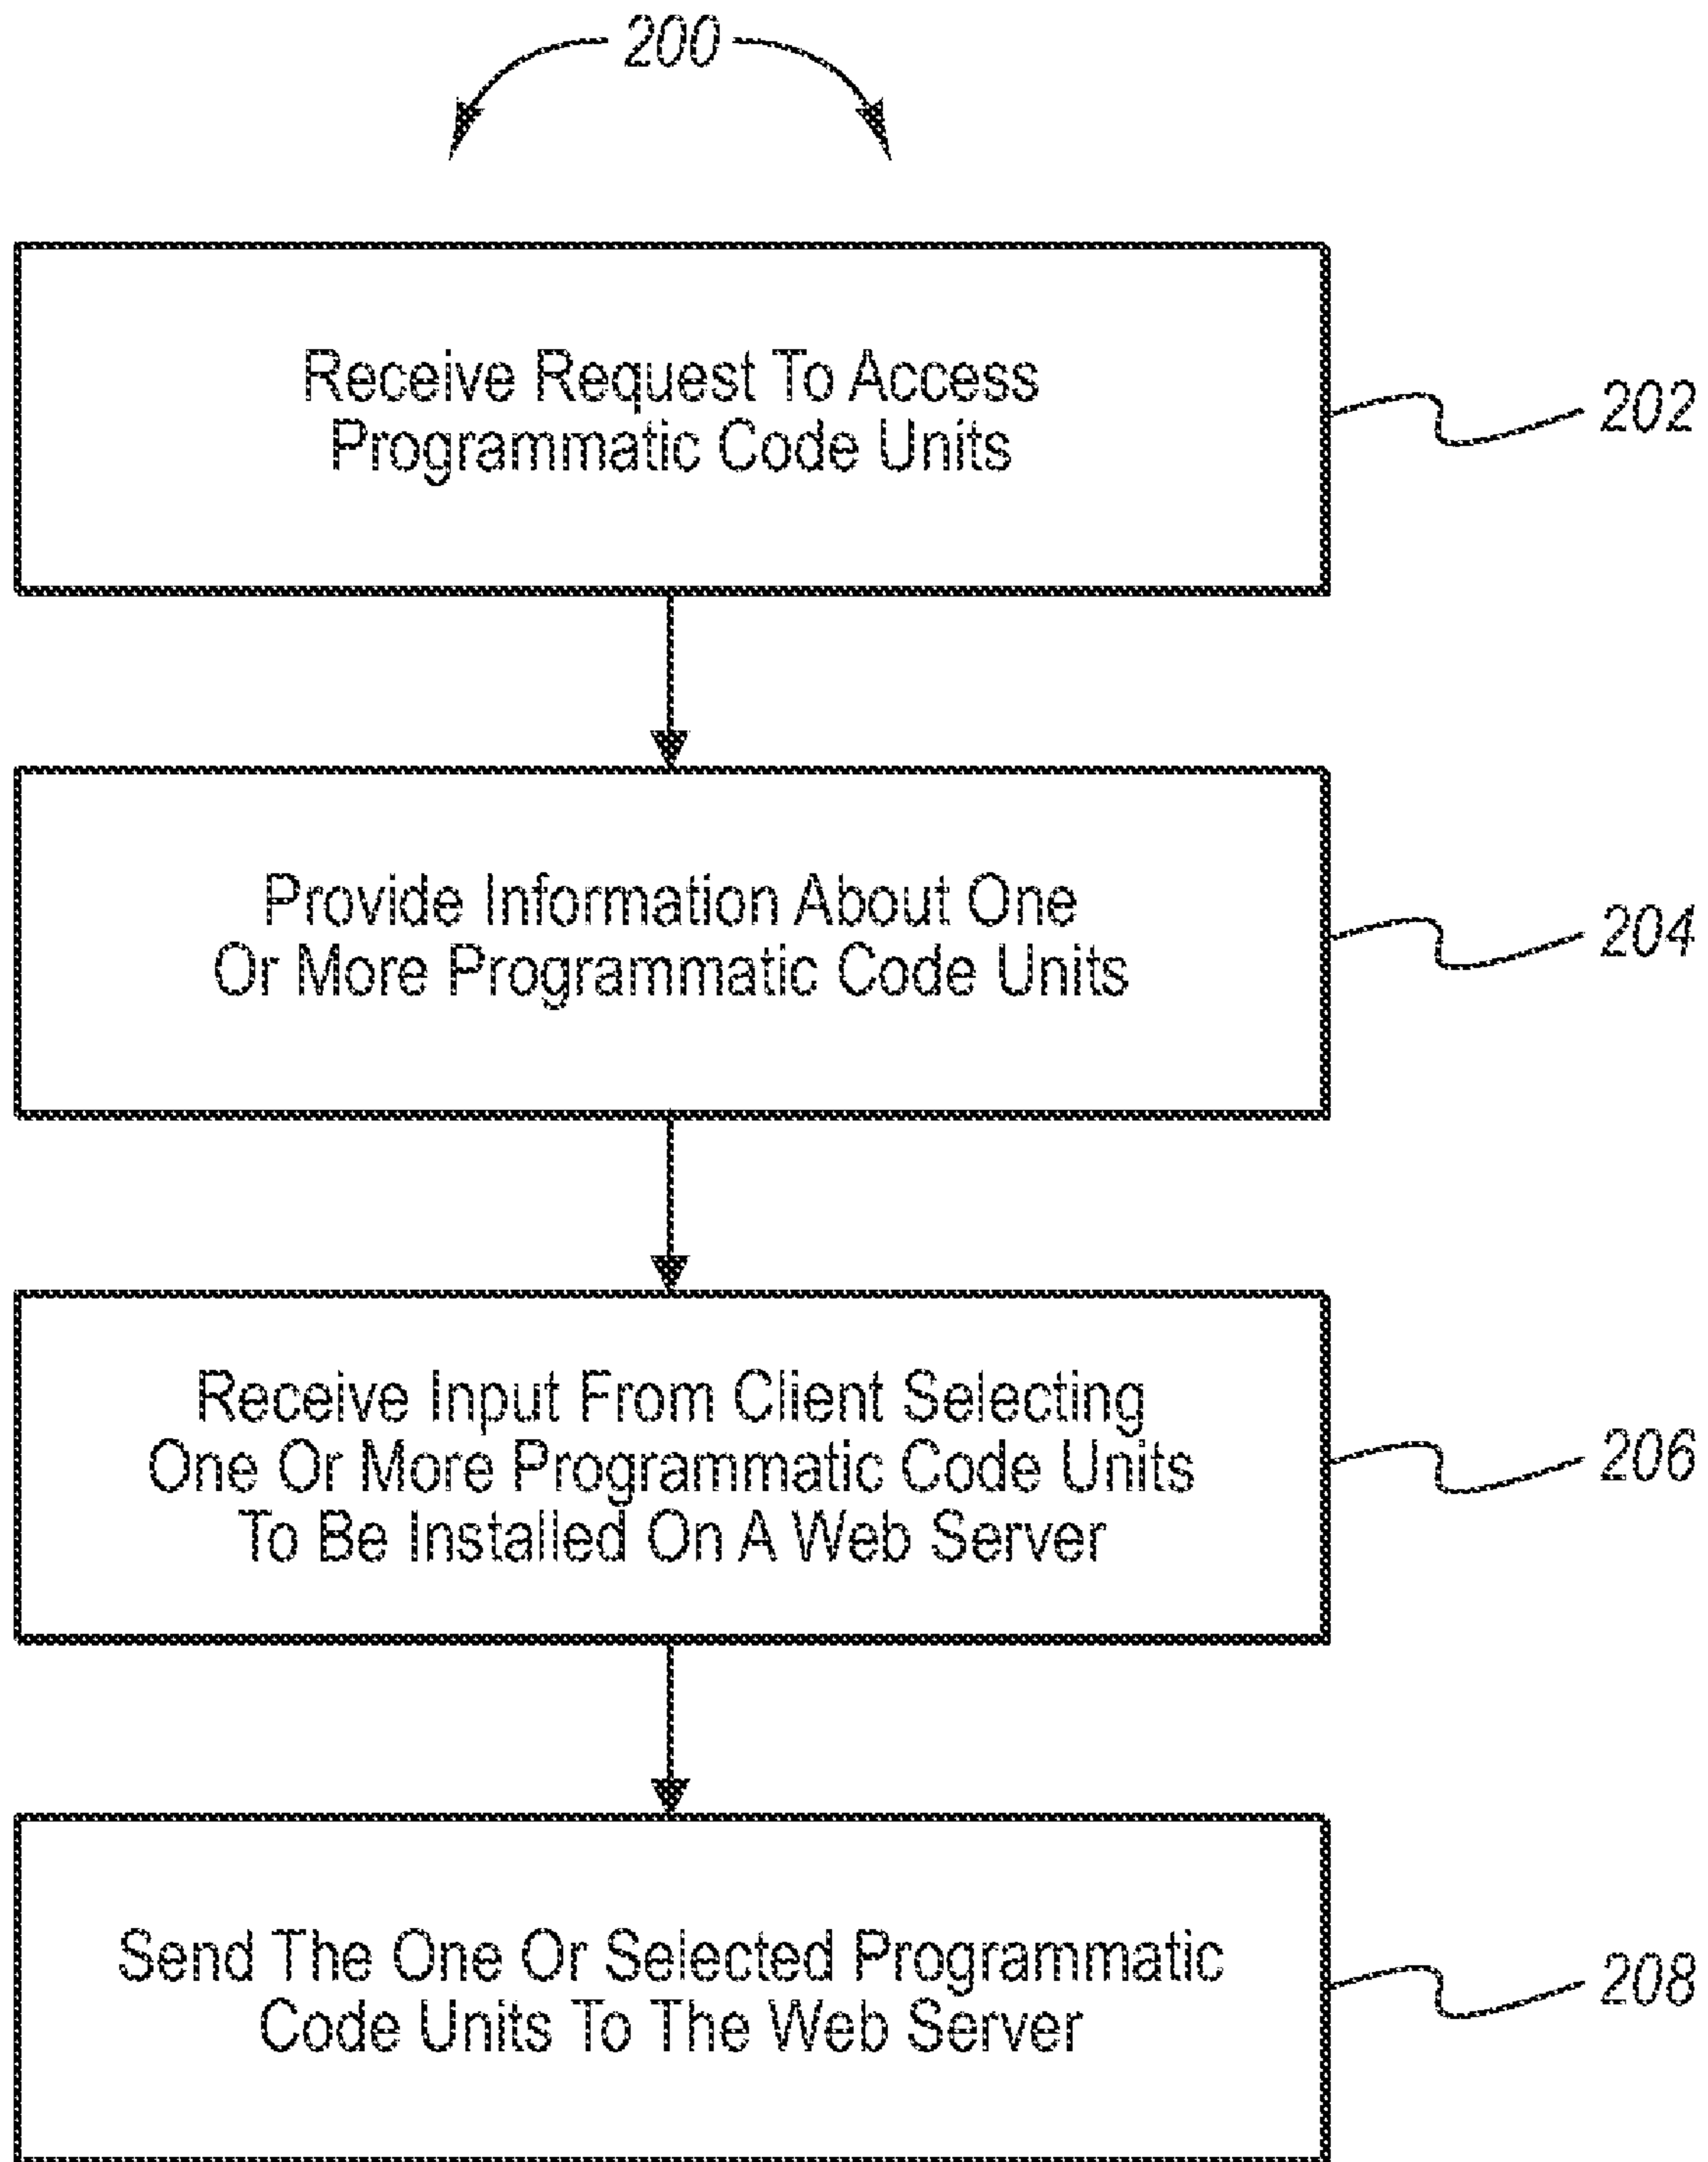 200
Receive Request To Access
Programmatic Code Units
202
Provide Information About One
Or More Programmatic Code Units
204
Receive Input From Client Selecting
One Or More Programmatic Code Units
To Be Installed On A Web Server
206
Send The One Or Selected Programmatic
Code Units To The Web Server
208